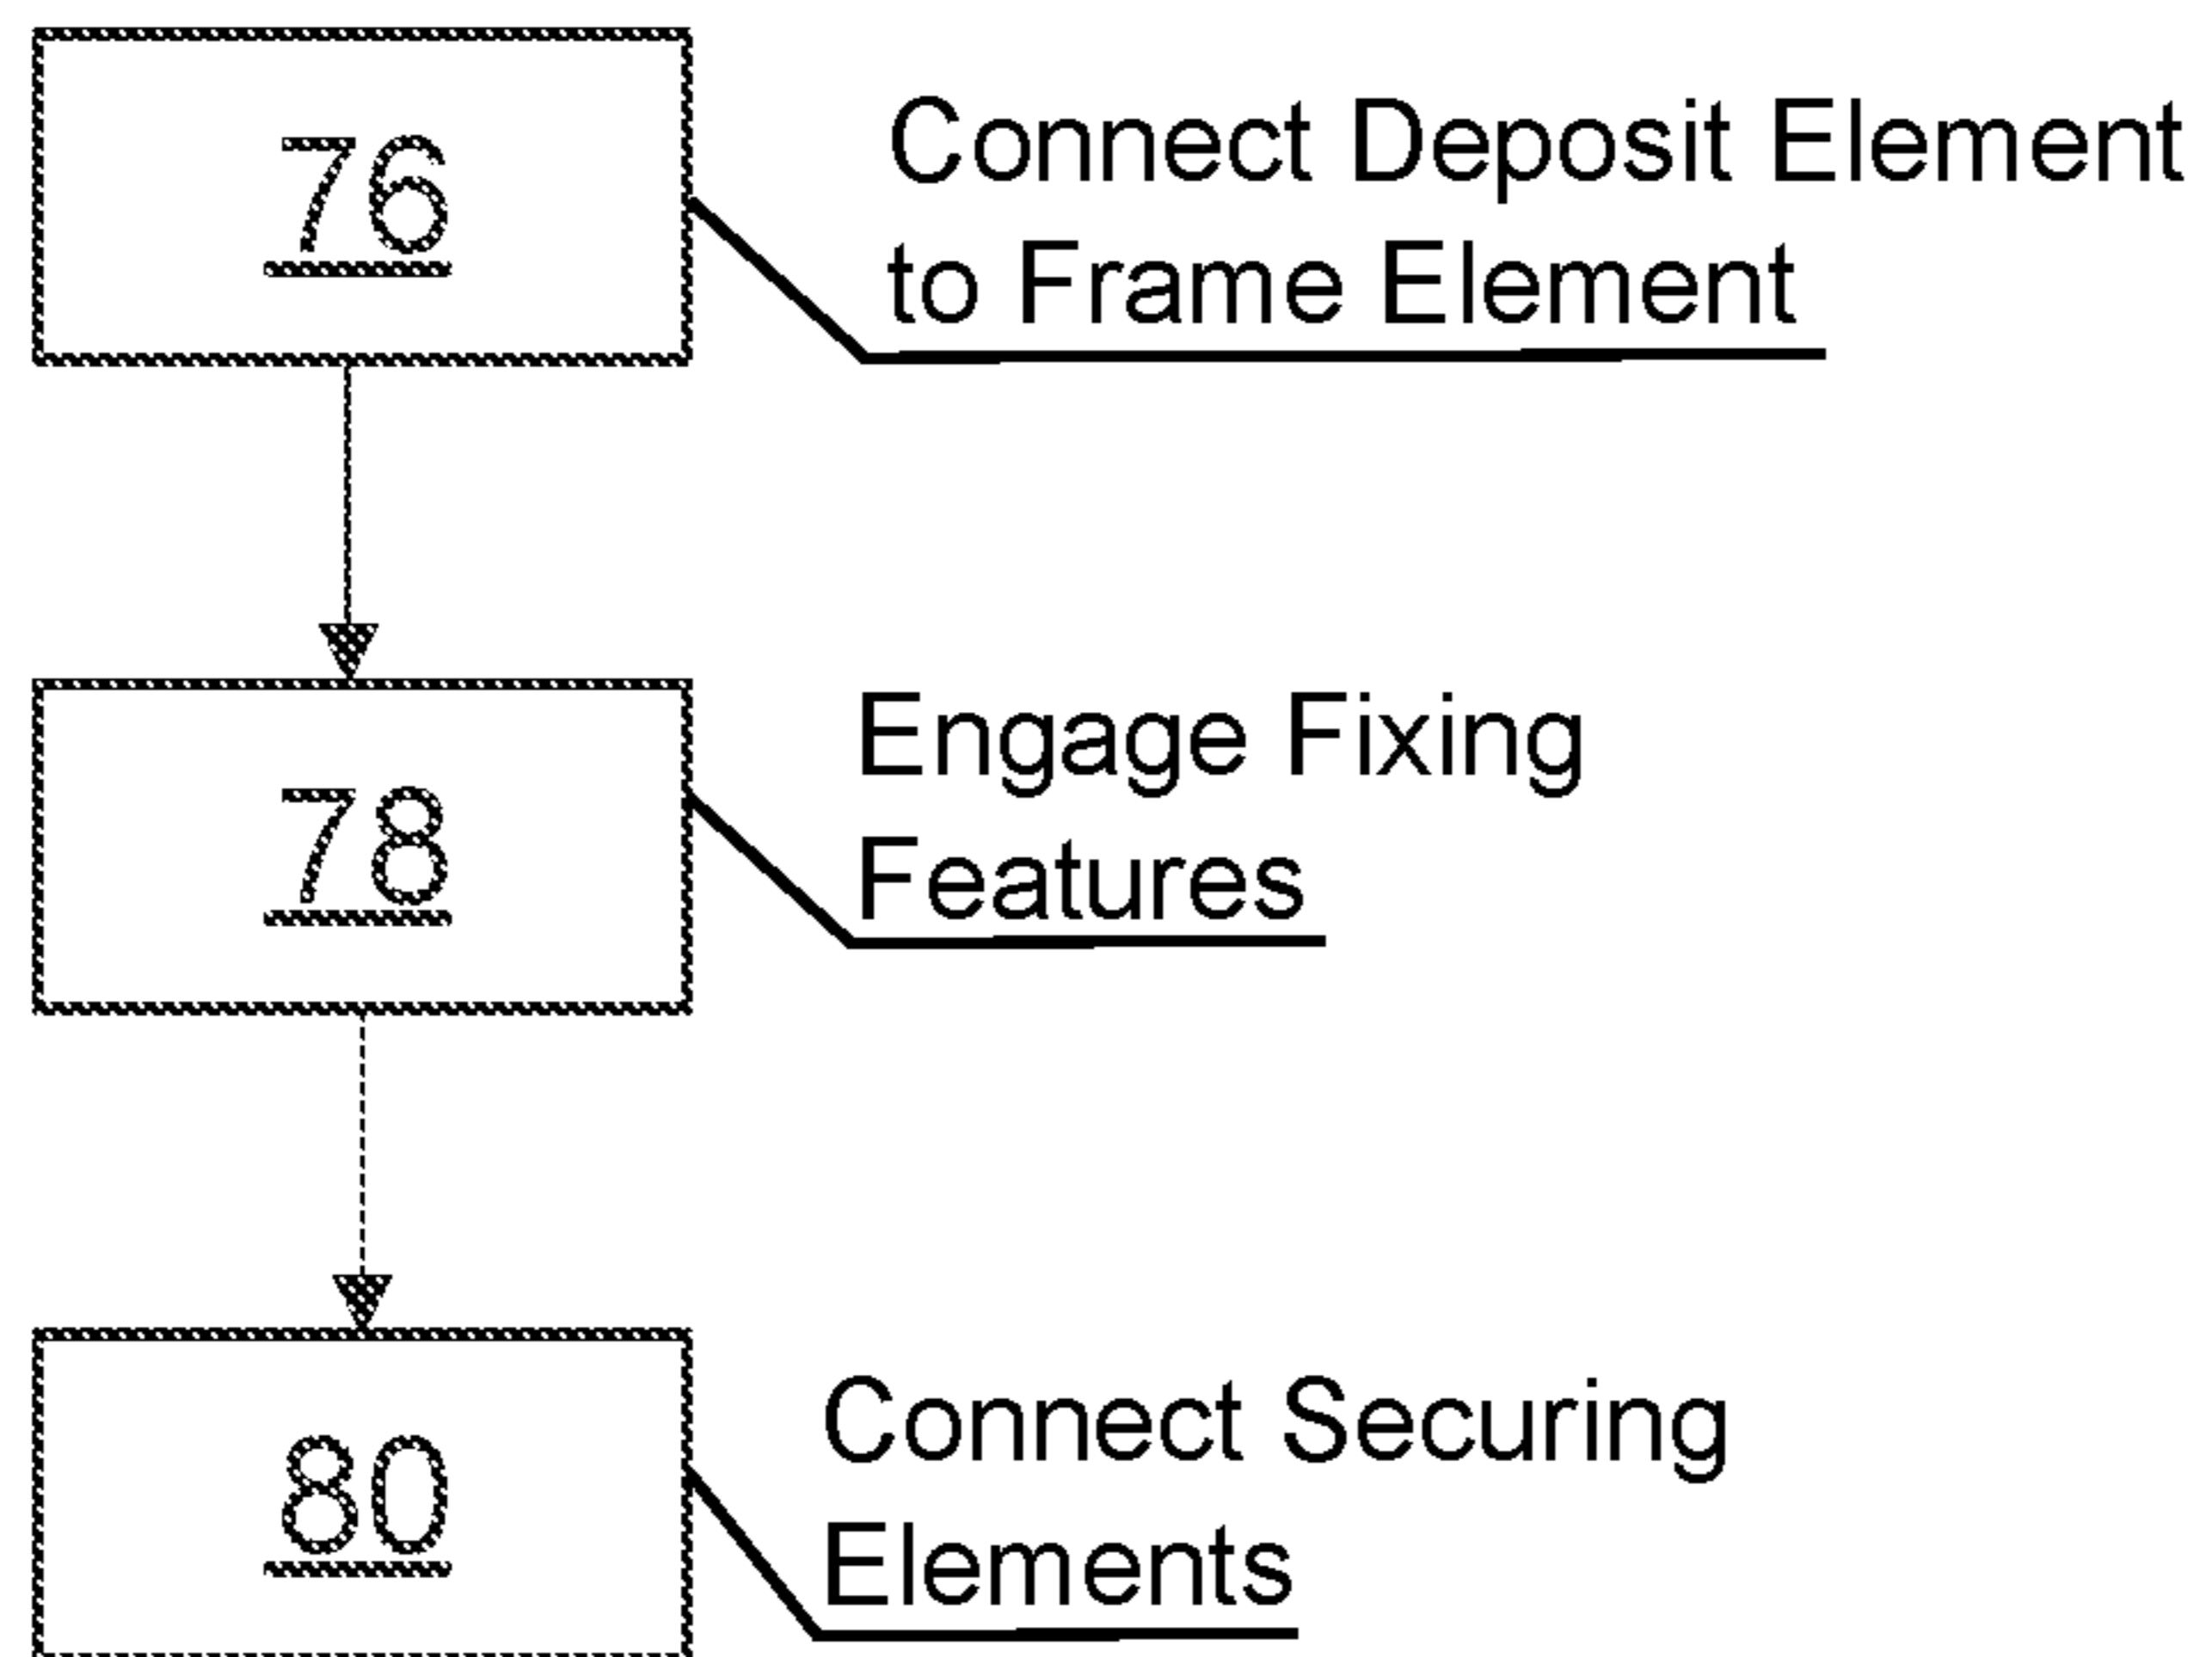 76
Connect Deposit Element
to Frame Element
78
Engage Fixing
Features
80
Connect Securing
Elements